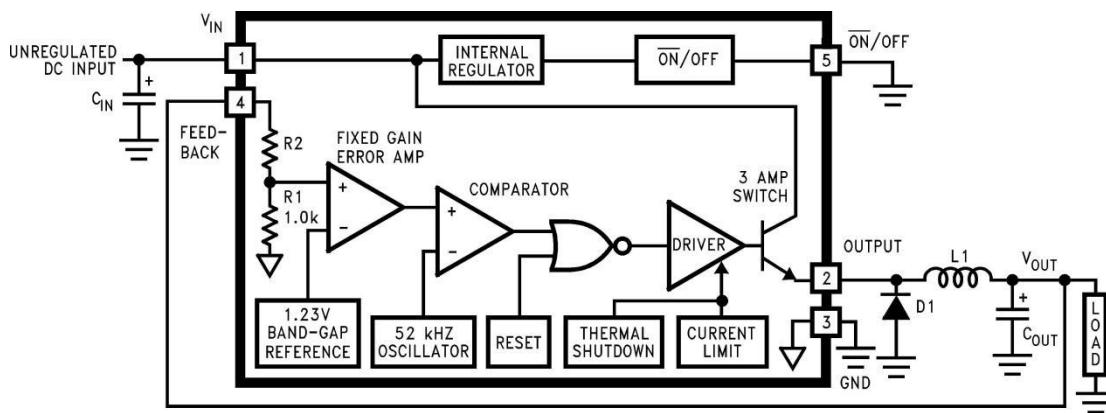 V_IN
UNREGULATED
DC INPUT
+
C_IN
1
INTERNAL
REGULATOR
ON/OFF
5
ON/OFF
4
FEED-
BACK
R2
R1
1.0k
FIXED GAIN
ERROR AMP
+
−
COMPARATOR
+
−
DRIVER
3 AMP
SWITCH
OUTPUT
2
L1
V_OUT
D1
+
C_OUT
LOAD
3
GND
1.23V
BAND-GAP
REFERENCE
52 kHZ
OSCILLATOR
RESET
THERMAL
SHUTDOWN
CURRENT
LIMIT